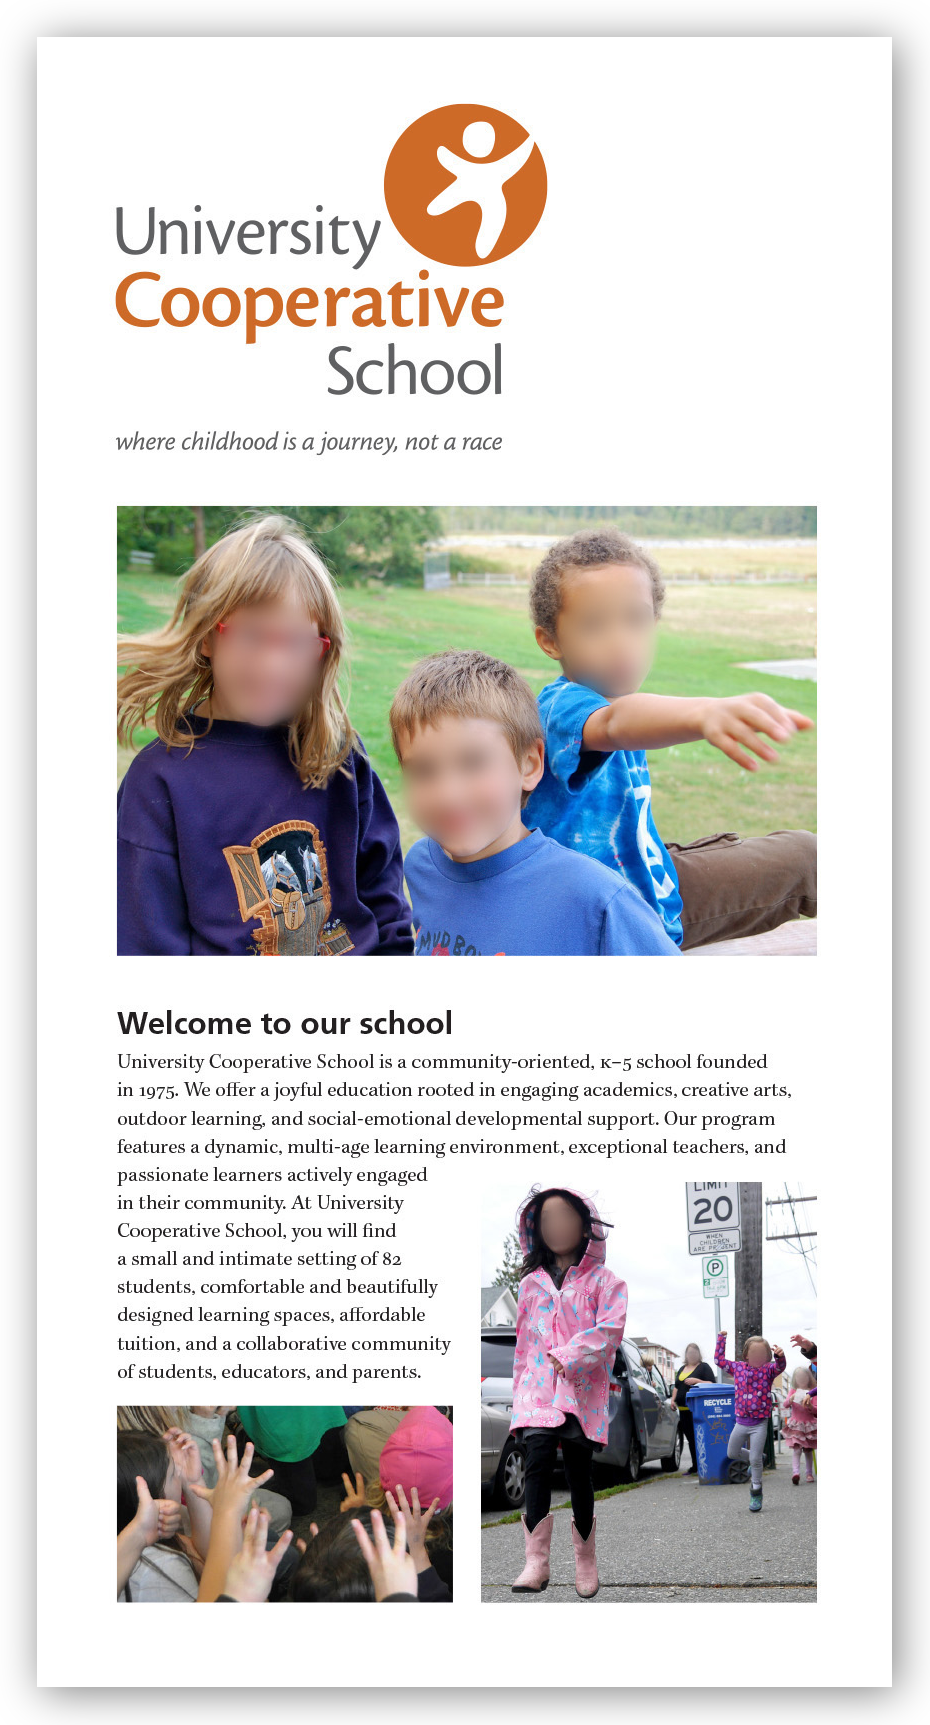 University
Cooperative
School
where childhood is a journey, not a race
MUD BO
Welcome to our school
University Cooperative School is a community-oriented, K–5 school founded
in 1975. We offer a joyful education rooted in engaging academics, creative arts,
outdoor learning, and social-emotional developmental support. Our program
features a dynamic, multi-age learning environment, exceptional teachers, and
passionate learners actively engaged
in their community. At University
Cooperative School, you will find
a small and intimate setting of 82
students, comfortable and beautifully
designed learning spaces, affordable
tuition, and a collaborative community
of students, educators, and parents.
LIMIT
20
WHEN
CHILDREN
ARE PRESENT
P
RECYCLE